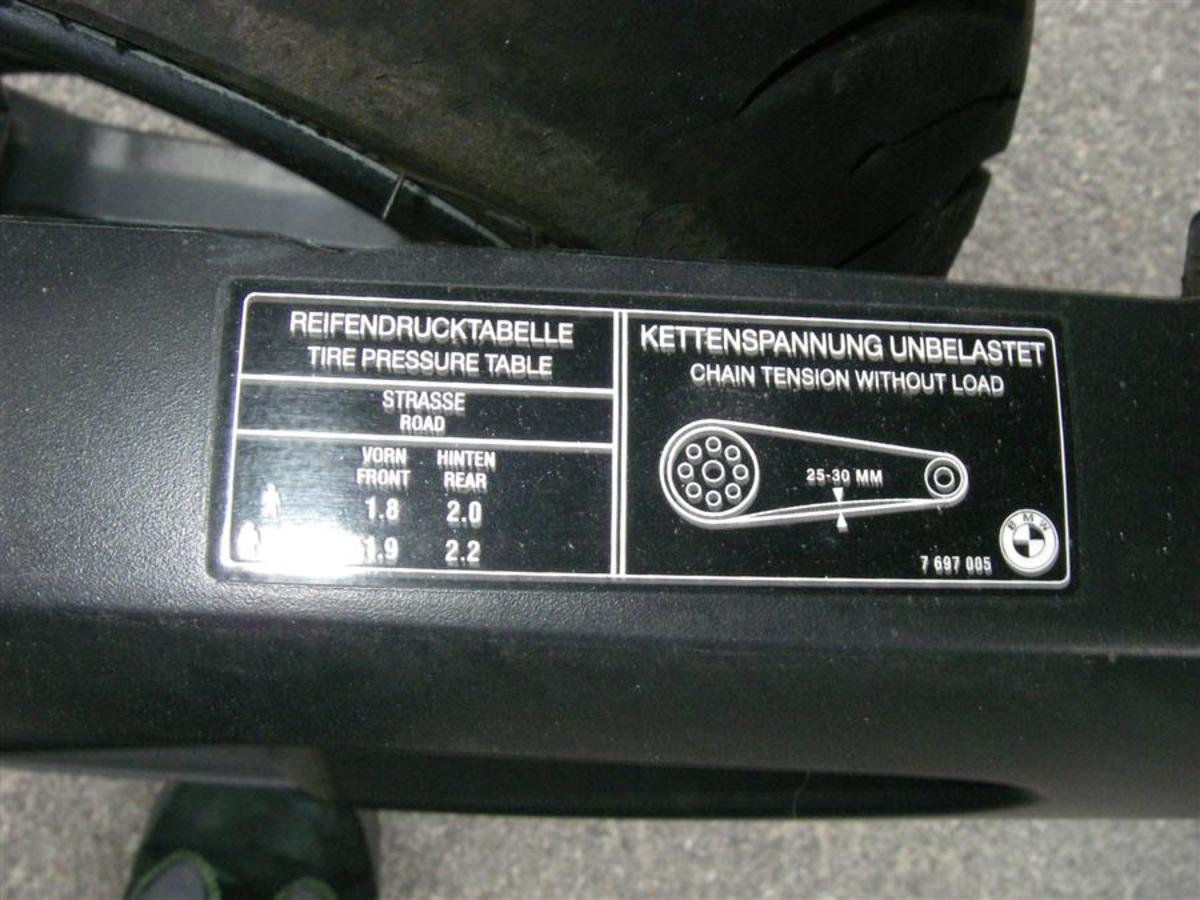 REIFENDRUCKTABELLE
TIRE PRESSURE TABLE
STRASSE
ROAD
VORN HINTEN
FRONT REAR
1.8 2.0
1.9 2.2
KETTENSPANNUNG UNBELASTET
CHAIN TENSION WITHOUT LOAD
25-30 MM
BMW
7 697 005